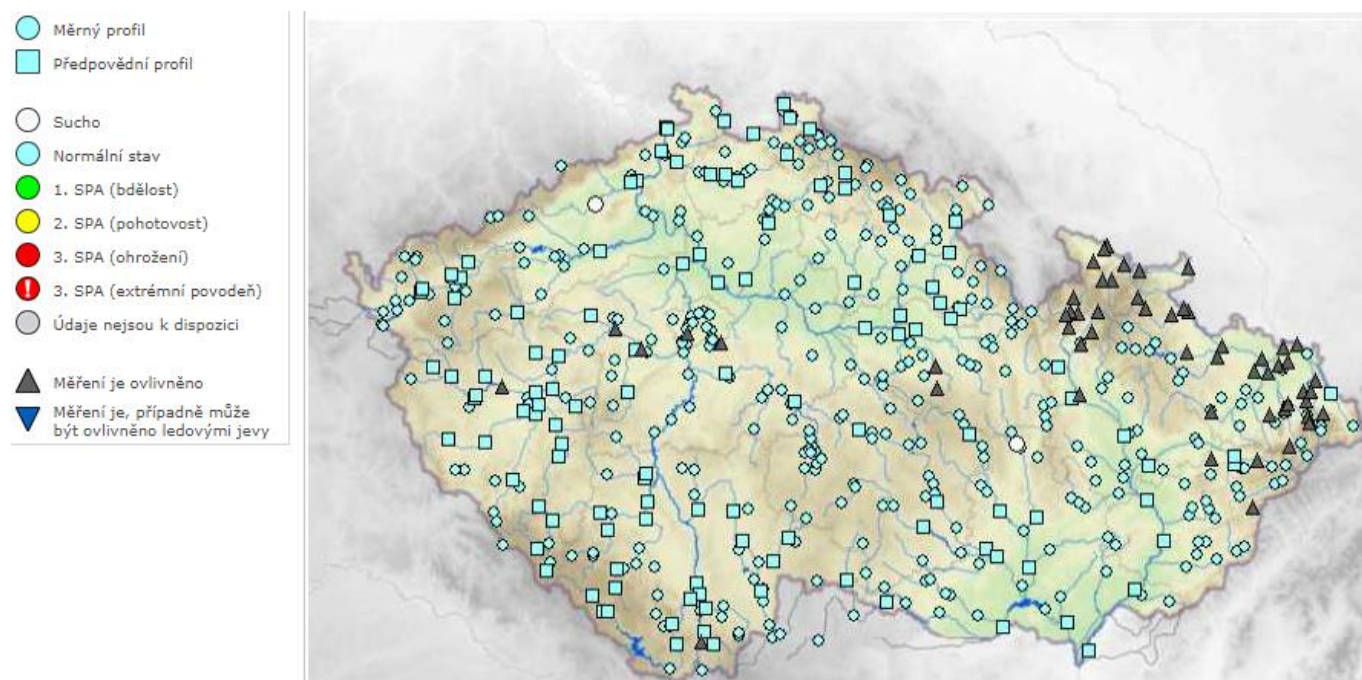 Měrný profil
Předpovědní profil
Sucho
Normální stav
1. SPA (bdělost)
2. SPA (pohotovost)
3. SPA (ohrožení)
3. SPA (extrémní povodeň)
Údaje nejsou k dispozici
Měření je ovlivněno
Měření je, případně může
být ovlivněno ledovými jevy